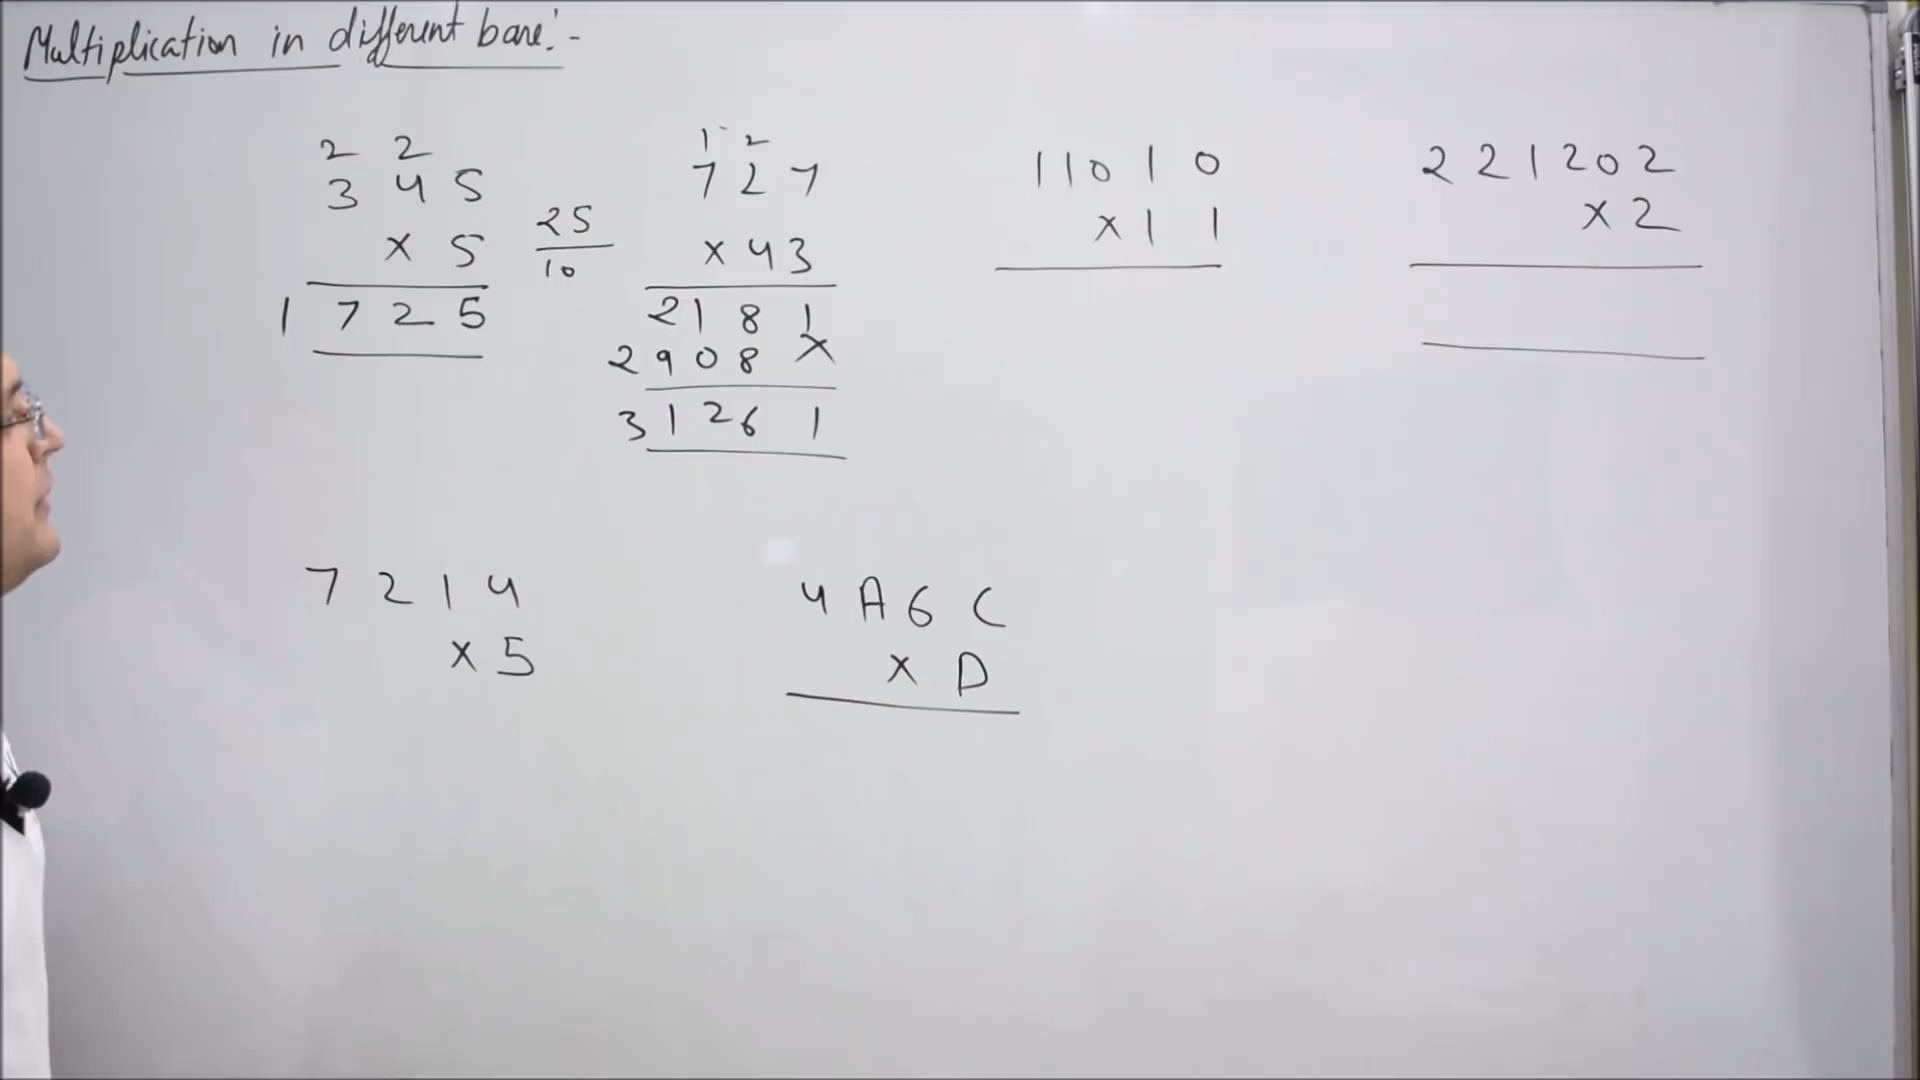 Multiplication in different base:-
2 2
3 4 5
x 5
1 7 2 5
25
10
1 2
7 2 7
x 4 3
2 1 8 1
2 9 0 8 x
3 1 2 6 1
1 1 0 1 0
x 1 1
2 2 1 2 0 2
x 2
7 2 1 4
x 5
4 A 6 C
x D